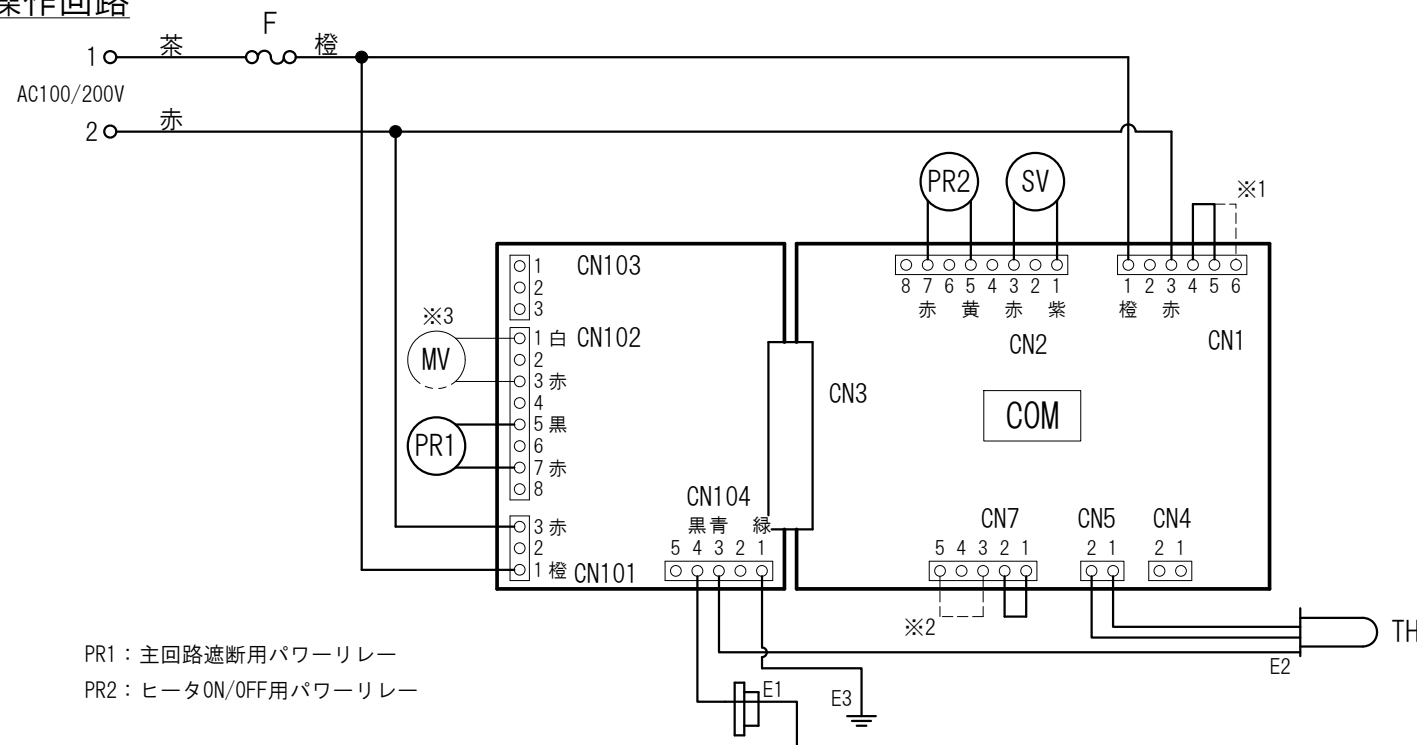 操作回路
F
1 茶 橙
AC100/200V
2 赤
PR2 SV ※1
8 7 6 5 4 3 2 1
赤 黄 赤 紫
CN2
1 2 3 4 5 6
橙 赤
CN1
1 CN103
2
3
※3
MV
1 白 CN102
2
3 赤
4
PR1
5 黒
6
7 赤
8
3 赤
2
1 橙 CN101
CN104
黒 青 緑
5 4 3 2 1
CN3
COM
CN7 CN5 CN4
5 4 3 2 1 2 1 2 1
※2
TH
E2
E1
E3
PR1:主回路遮断用パワーリレー
PR2:ヒータON/OFF用パワーリレー